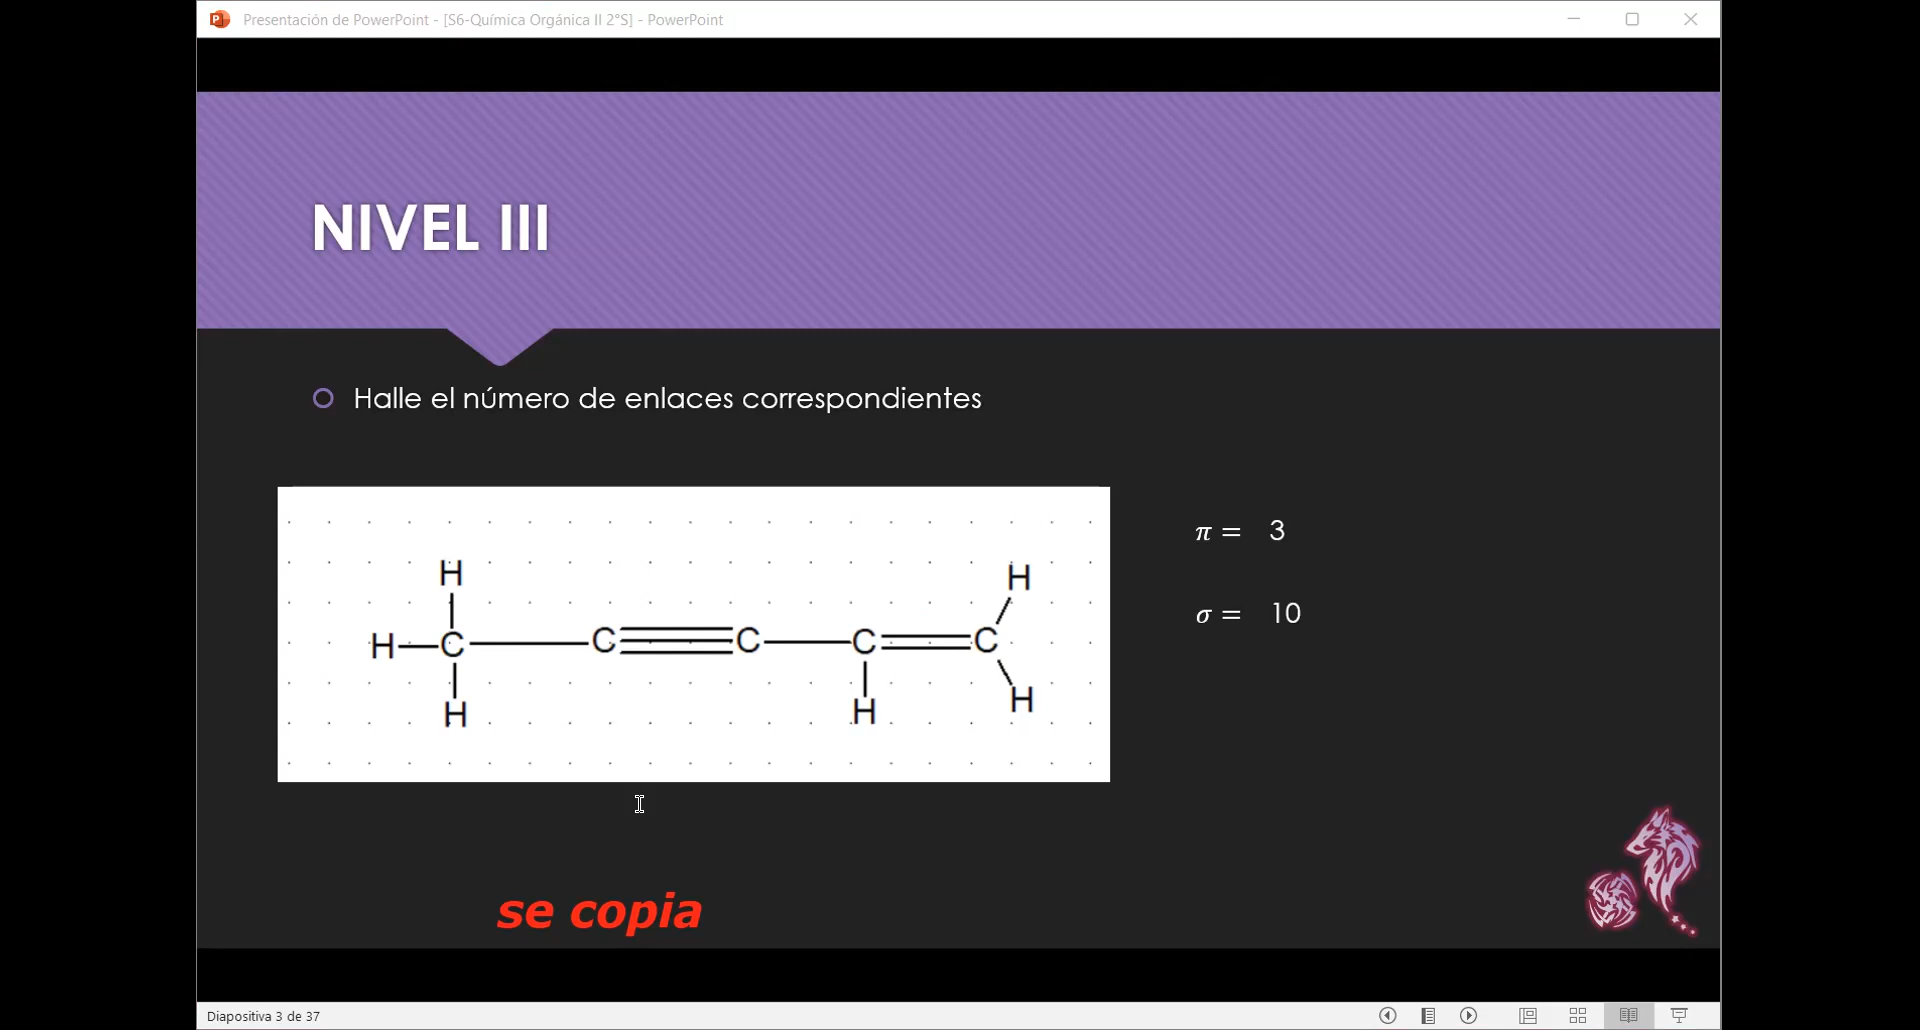 Presentación de PowerPoint - [S6-Química Orgánica II 2°S] - PowerPoint
NIVEL III
Halle el número de enlaces correspondientes
π = 3
σ = 10
H H
H C C C C C
H H H
se copia
Diapositiva 3 de 37